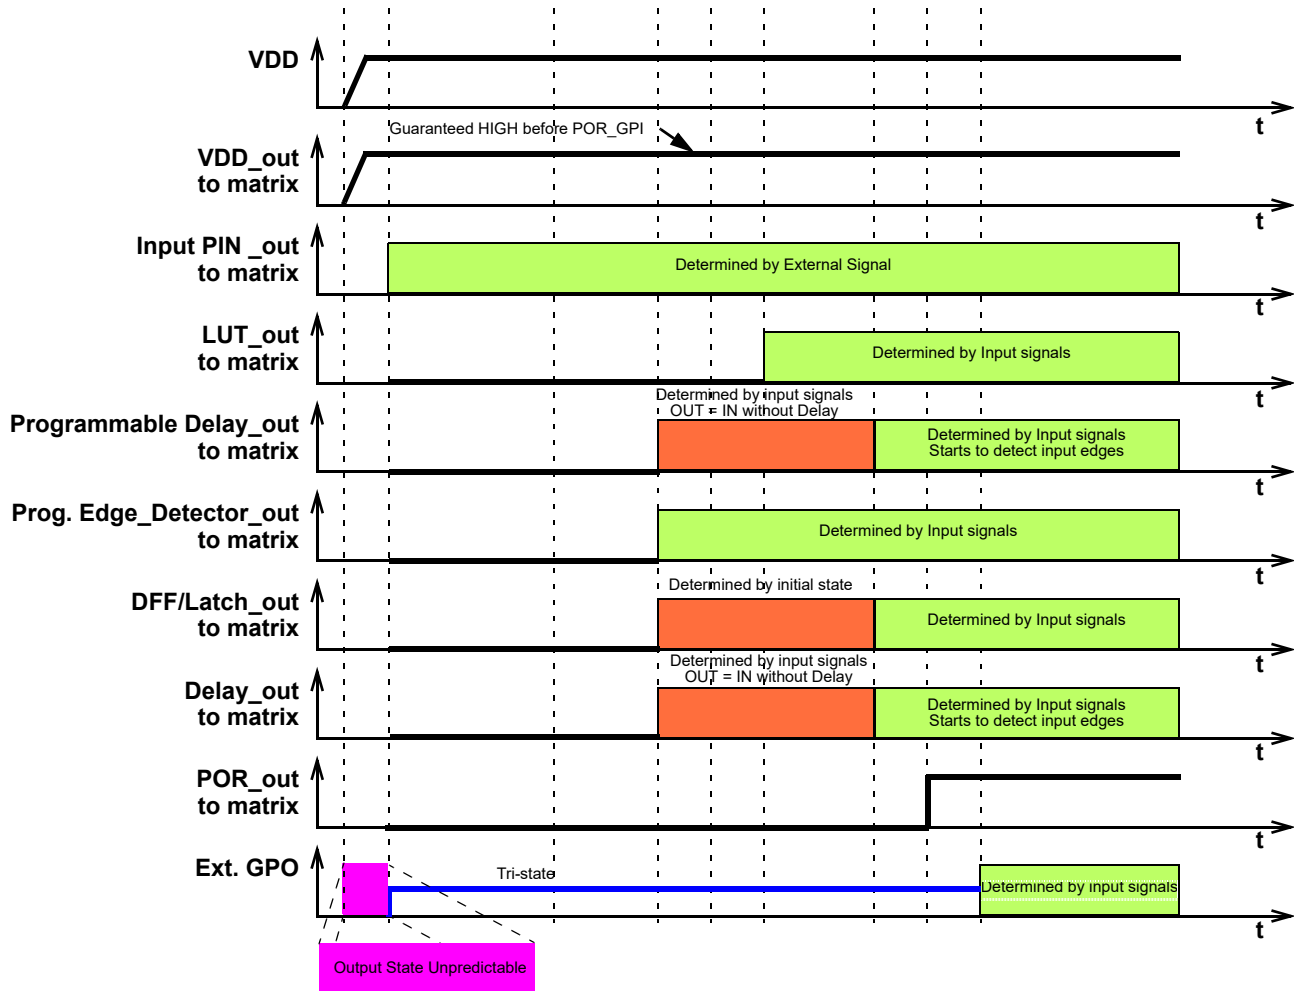 VDD
t
Guaranteed HIGH before POR_GPI
VDD_out
to matrix
t
Input PIN _out
to matrix
Determined by External Signal
t
LUT_out
to matrix
Determined by Input signals
t
Determined by input signals
OUT = IN without Delay
Programmable Delay_out
to matrix
Determined by Input signals
Starts to detect input edges
t
Prog. Edge_Detector_out
to matrix
Determined by Input signals
t
Determined by initial state
DFF/Latch_out
to matrix
Determined by Input signals
t
Determined by input signals
OUT = IN without Delay
Delay_out
to matrix
Determined by Input signals
Starts to detect input edges
t
POR_out
to matrix
t
Ext. GPO
Tri-state
Determined by input signals
t
Output State Unpredictable